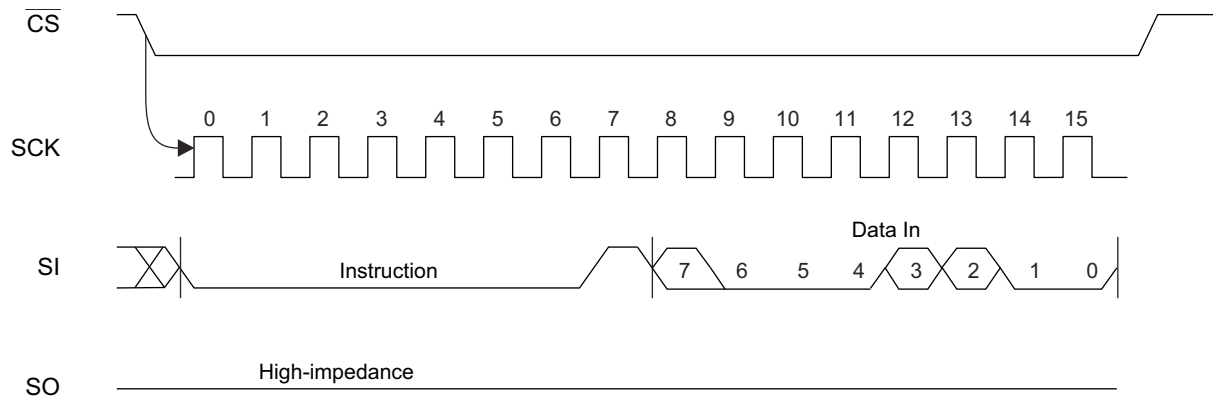 CS
0 1 2 3 4 5 6 7 8 9 10 11 12 13 14 15
SCK
Data In
SI
Instruction
7 6 5 4 3 2 1 0
High-impedance
SO